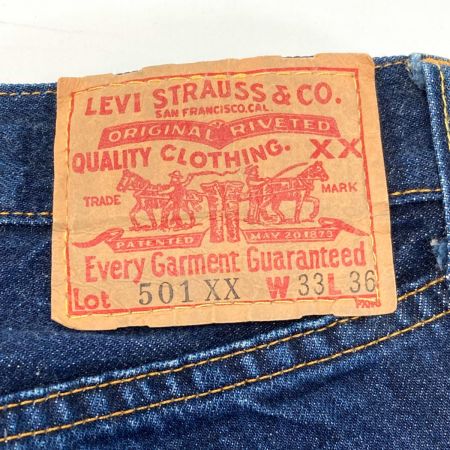 LEVI STRAUSS & CO.
SAN FRANCISCO, CAL.
ORIGINAL RIVETED
QUALITY CLOTHING. XX
TRADE MARK
PATENTED MAY 20 1873
Every Garment Guaranteed
Lot 501 XX W 33 L 36